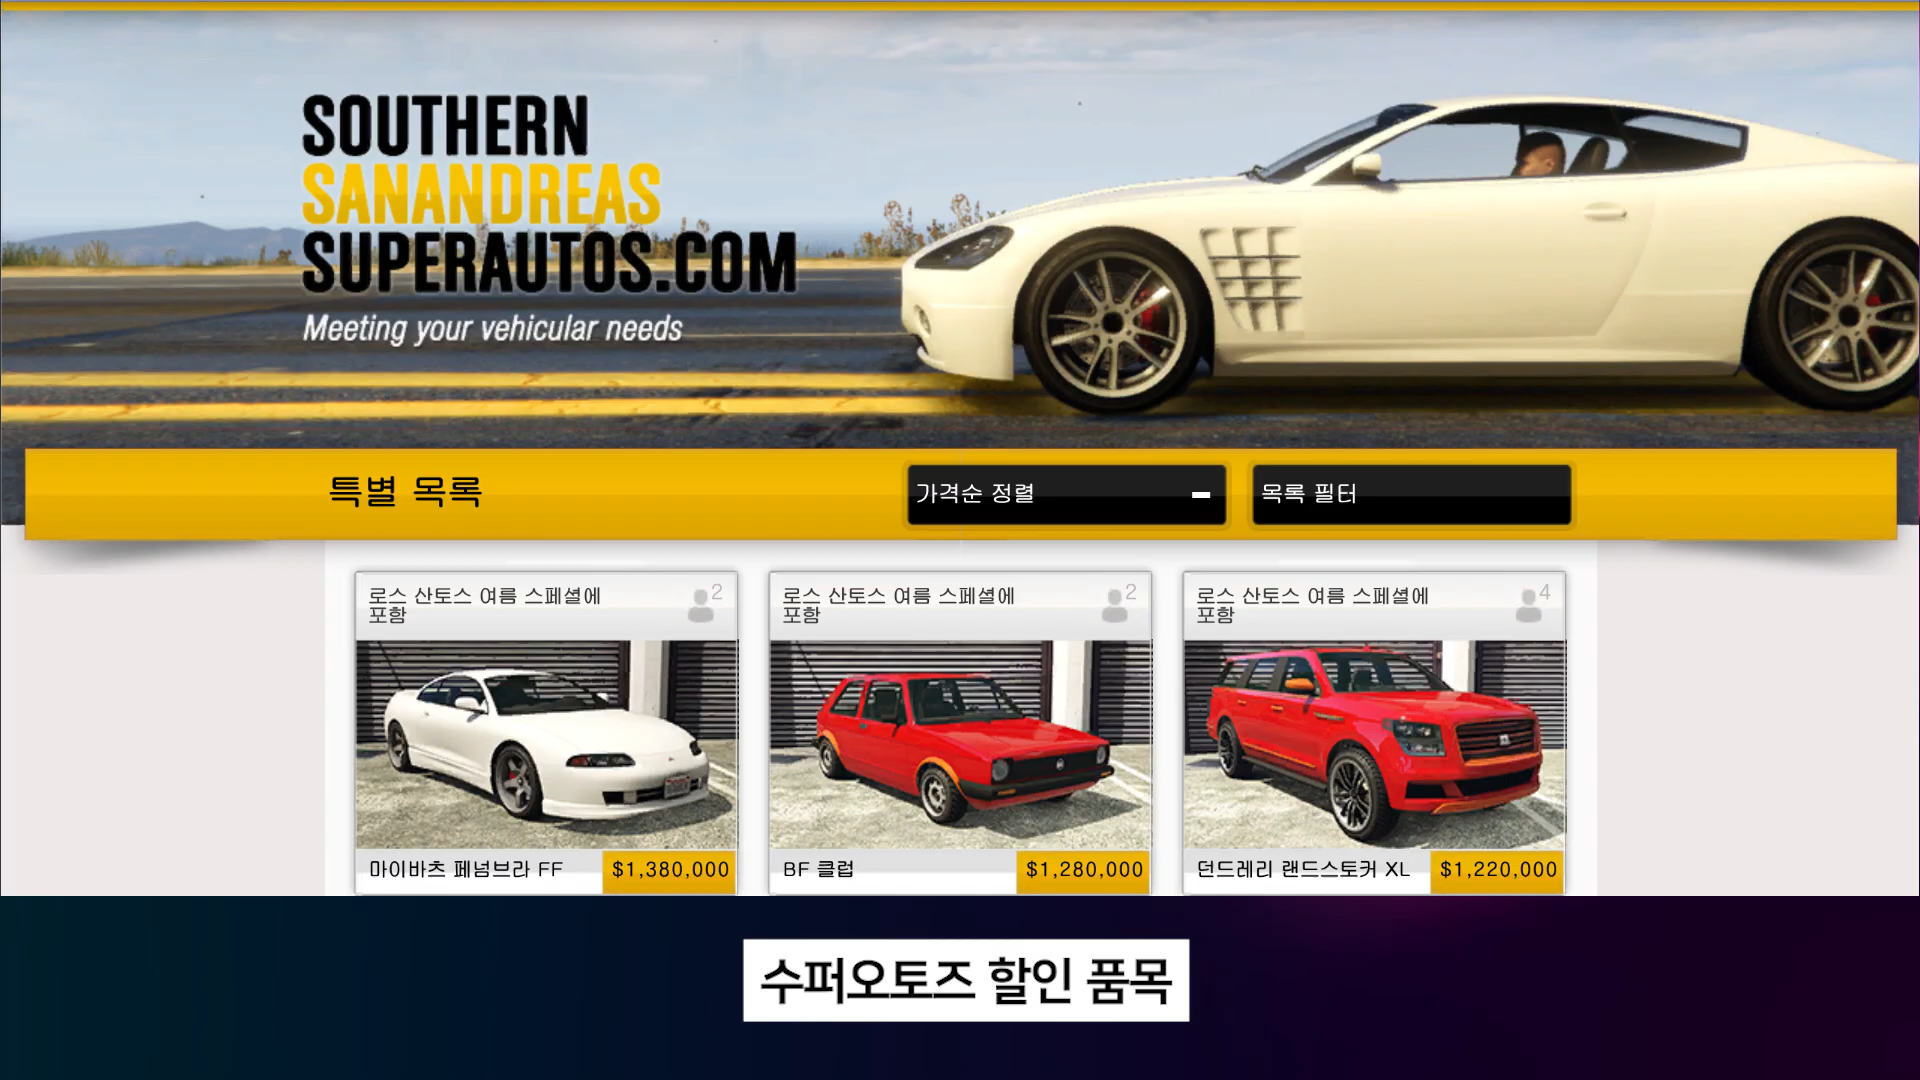 SOUTHERN
SANANDREAS
SUPERAUTOS.COM
Meeting your vehicular needs
특별 목록
가격순 정렬
목록 필터
로스 산토스 여름 스페셜에
포함
2
로스 산토스 여름 스페셜에
포함
2
로스 산토스 여름 스페셜에
포함
4
마이바츠 페넘브라 FF
$1,380,000
BF 클럽
$1,280,000
던드레리 랜드스토커 XL
$1,220,000
수퍼오토즈 할인 품목